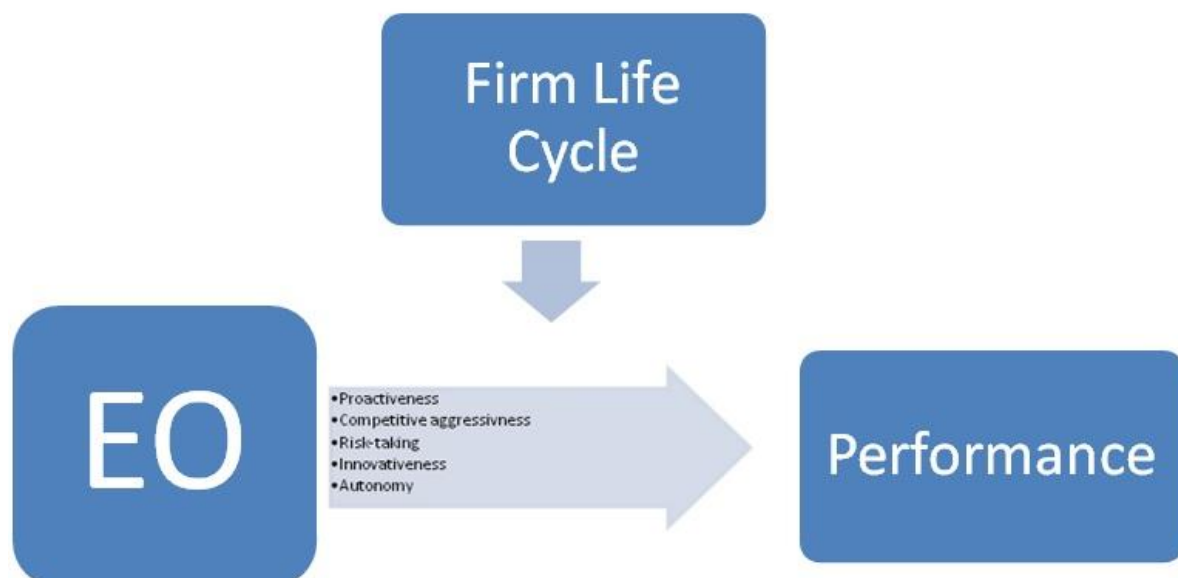 Firm Life
Cycle
EO
•Proactiveness
•Competitive aggressivness
•Risk-taking
•Innovativeness
•Autonomy
Performance